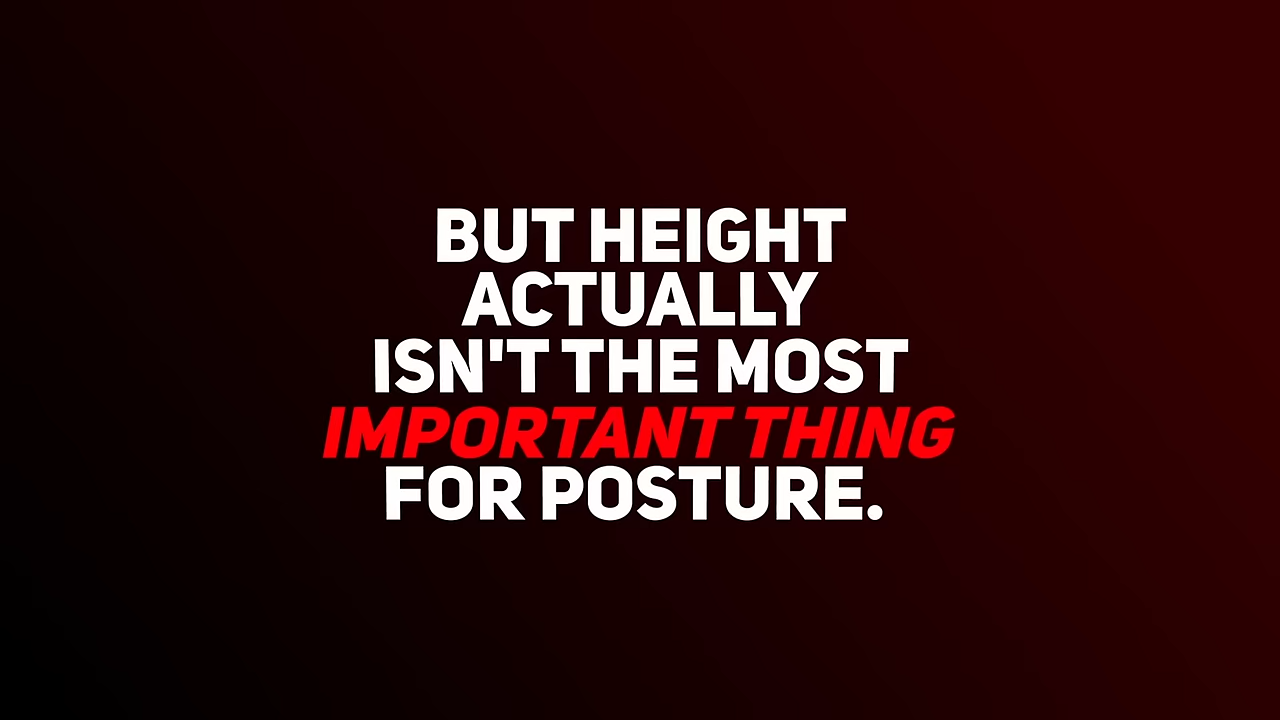 BUT HEIGHT
ACTUALLY
ISN'T THE MOST
IMPORTANT THING
FOR POSTURE.